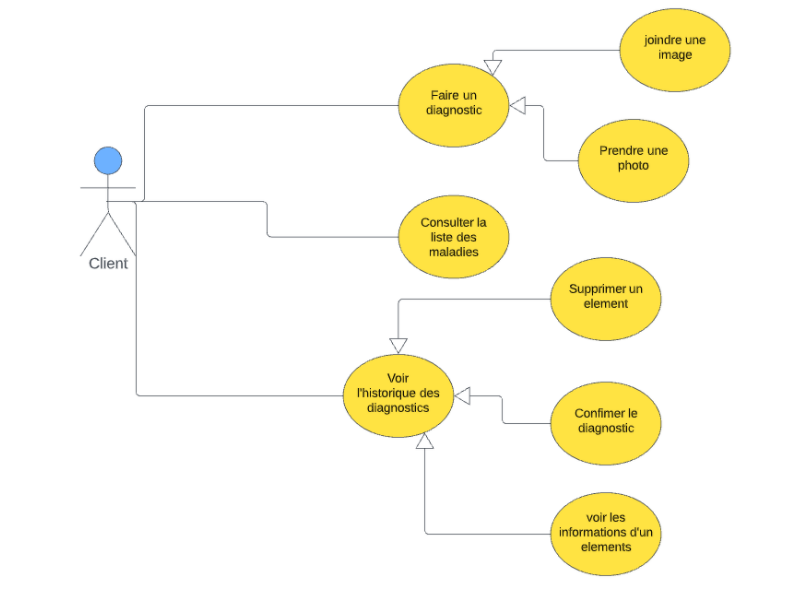 joindre une
image
Faire un
diagnostic
Prendre une
photo
Client
Consulter la
liste des
maladies
Supprimer un
element
Voir
l'historique des
diagnostics
Confimer le
diagnostic
voir les
informations d'un
elements